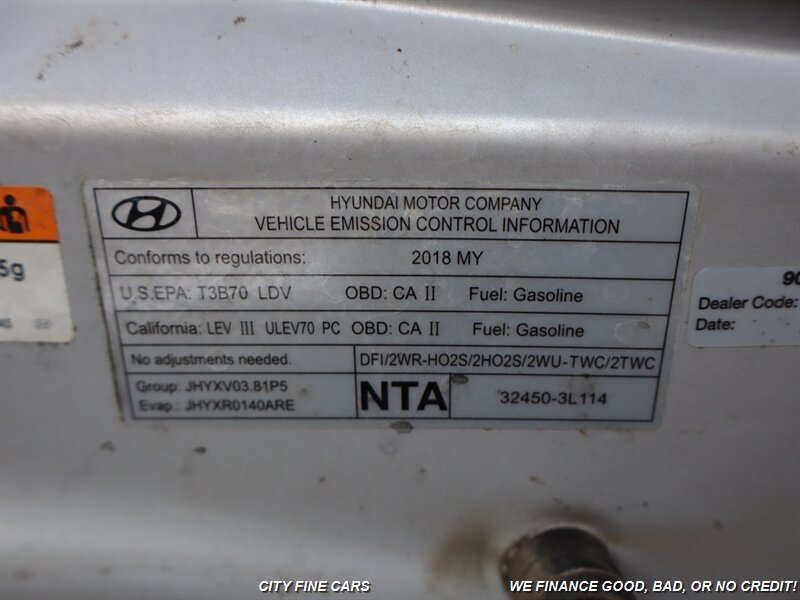 HYUNDAI MOTOR COMPANY
VEHICLE EMISSION CONTROL INFORMATION
Conforms to regulations: 2018 MY
U.S.EPA: T3B70 LDV OBD: CA II Fuel: Gasoline
California: LEV III ULEV70 PC OBD: CA II Fuel: Gasoline
No adjustments needed. DFI/2WR-HO2S/2HO2S/2WU-TWC/2TWC
Group: JHYXV03.81P5
Evap.: JHYXR0140ARE
NTA 32450-3L114
5g
90
Dealer Code:
Date:
CITY FINE CARS WE FINANCE GOOD, BAD, OR NO CREDIT!